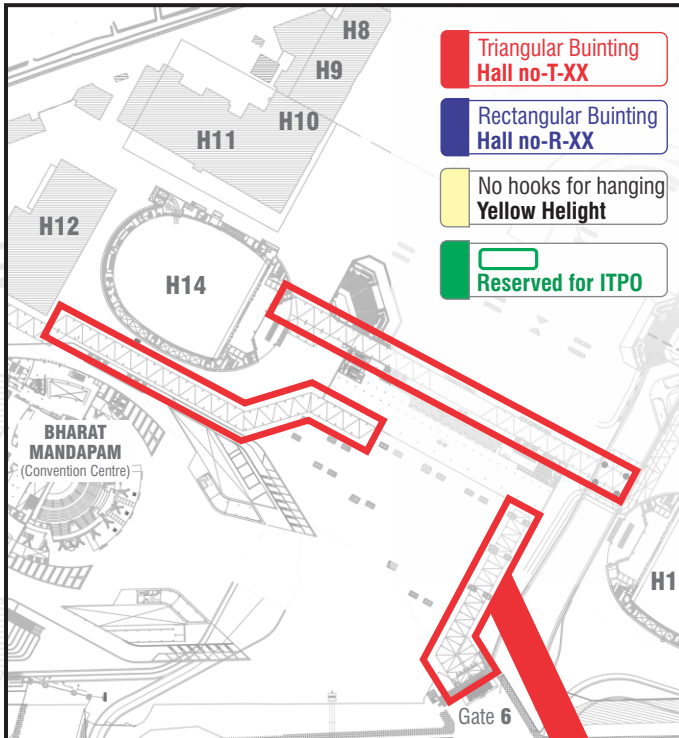 H8
H9
H10
H11
H12
H14
Triangular Buinting
Hall no-T-XX
Rectangular Buinting
Hall no-R-XX
No hooks for hanging
Yellow Helight
Reserved for ITPO
BHARAT
MANDAPAM
(Convention Centre)
H1
Gate 6